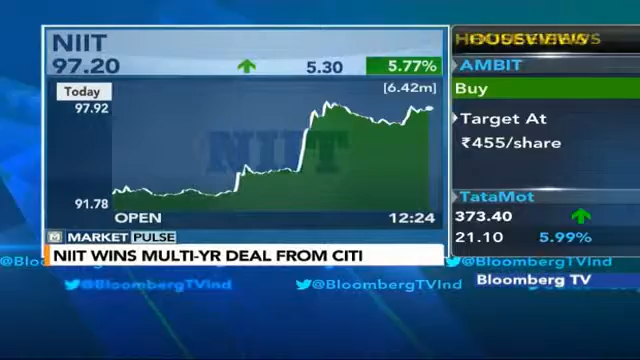 NIIT
97.20 5.30 5.77%
Today [6.42m]
97.92
NIIT
91.78
OPEN 12:24
MARKET PULSE
NIIT WINS MULTI-YR DEAL FROM CITI
HOUSEVIEWS
AMBIT
Buy
Target At
₹455/share
TataMot
373.40
21.10 5.99%
@Bloo
@BloombergTVInd
Bloomberg TV
@BloombergTVInd
@BloombergTVInd